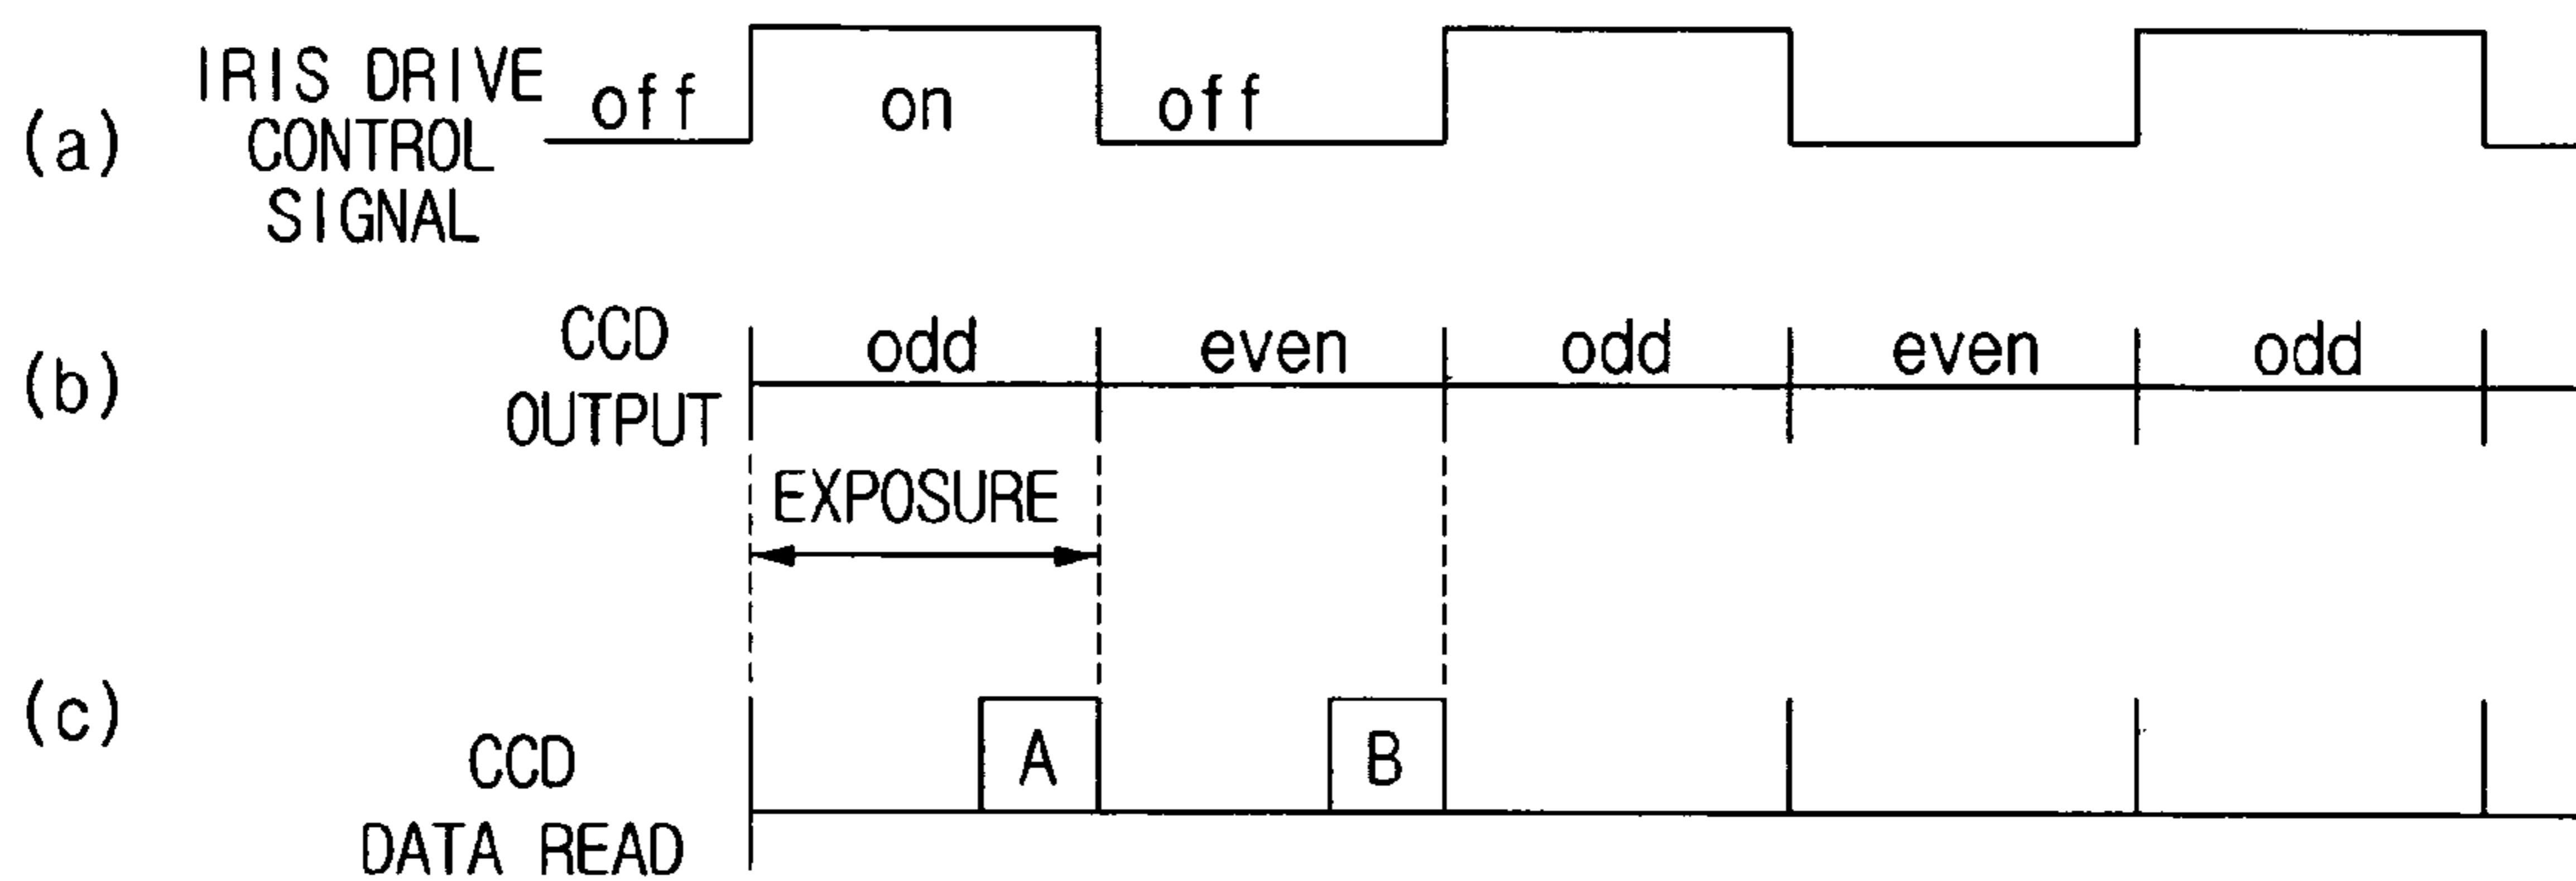 (a)
IRIS DRIVE
CONTROL
SIGNAL
off on off
(b)
CCD
OUTPUT
odd even odd even odd
EXPOSURE
(c)
A B
CCD
DATA READ